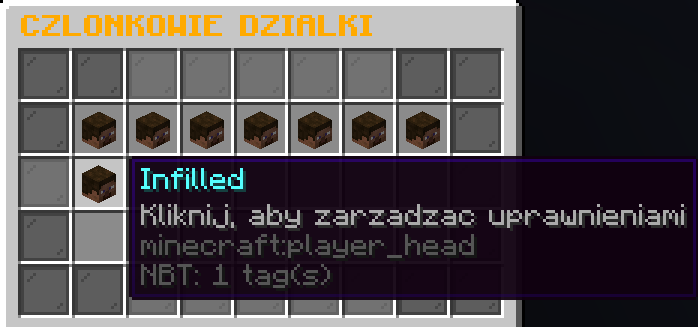 CZLONKOWIE DZIALKI
Infilled
Kliknij, aby zarzadzac uprawnieniami
minecraft:player_head
NBT: 1 tag(s)